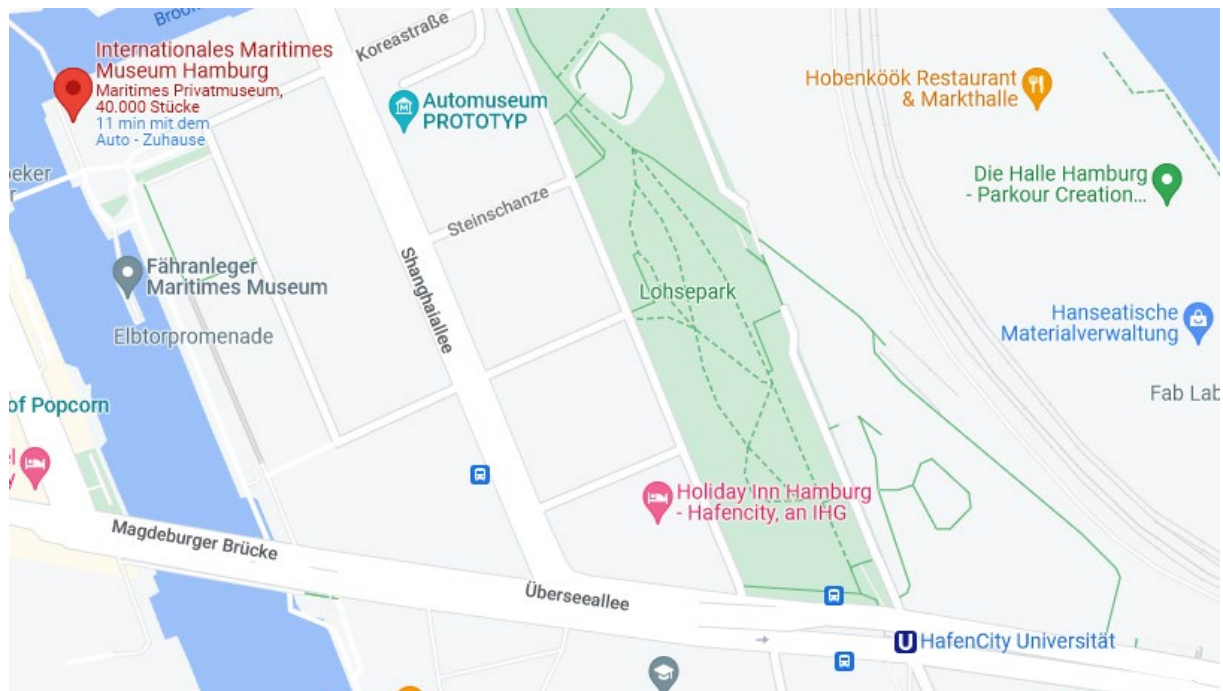 Internationales Maritimes
Museum Hamburg
Maritimes Privatmuseum,
40.000 Stücke
11 min mit dem
Auto - Zuhause
Koreastraße
Automuseum
PROTOTYP
Hobenköök Restaurant
& Markthalle
Die Halle Hamburg
- Parkour Creation...
Steinschanze
Fähranleger
Maritimes Museum
Shanghaiallee
Lohsepark
Elbtorpromenade
Hanseatische
Materialverwaltung
Fab Lab
of Popcorn
Holiday Inn Hamburg
- Hafencity, an IHG
Magdeburger Brücke
Überseeallee
U HafenCity Universität